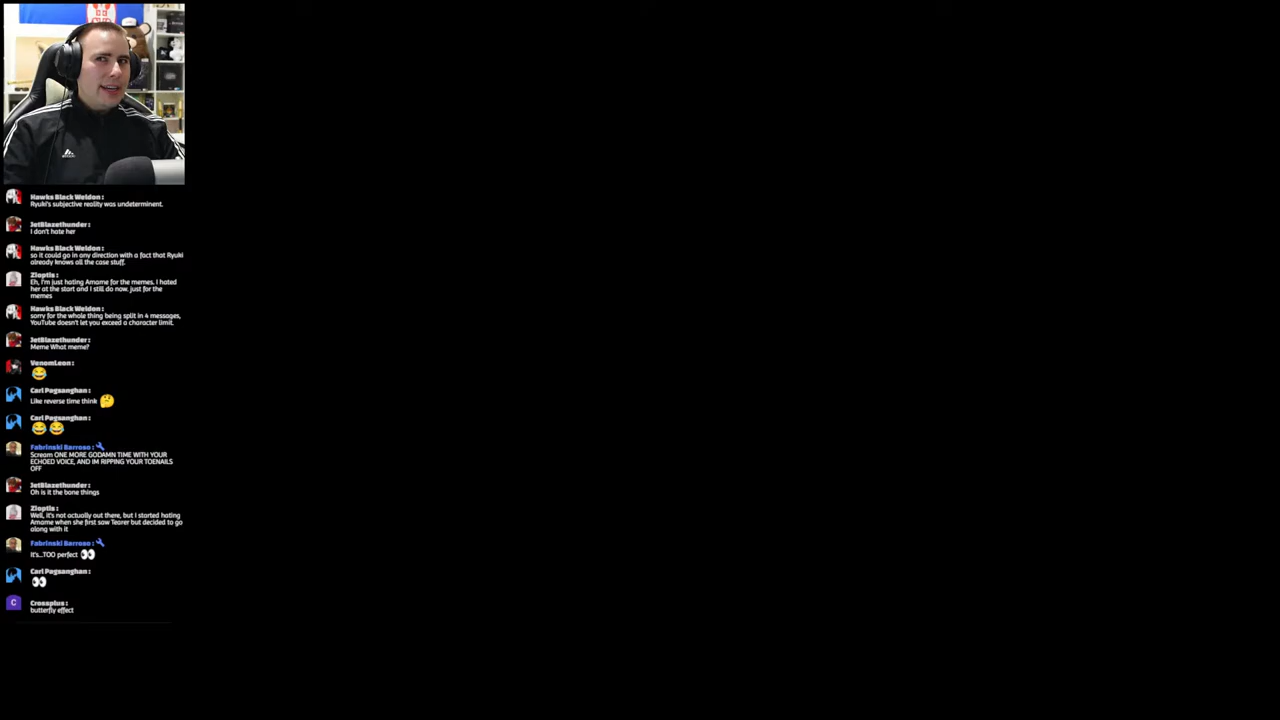 Hawks Black Weldon :
Ryuki's subjective reality was undeterminent.
JetBlazethunder :
I don't hate her
Hawks Black Weldon :
so it could go in any direction with a fact that Ryuki
already knows all the case stuff.
Zioptis :
Eh, I'm just hating Amame for the memes. I hated
her at the start and I still do now, just for the
memes
Hawks Black Weldon :
sorry for the whole thing being split in 4 messages,
YouTube doesn't let you exceed a character limit.
JetBlazethunder :
Meme What meme?
VenomLeon :
😂
Carl Pagsanghan :
Like reverse time think 🤔
Carl Pagsanghan :
😂😂
Fabrinski Barroso :
Scream ONE MORE GODAMN TIME WITH YOUR
ECHOED VOICE, AND IM RIPPING YOUR TOENAILS
OFF
JetBlazethunder :
Oh is it the bone things
Zioptis :
Well, it's not actually out there, but I started hating
Amame when she first saw Tearer but decided to go
along with it
Fabrinski Barroso :
It's...TOO perfect 👀
Carl Pagsanghan :
👀
C
Crossplus :
butterfly effect